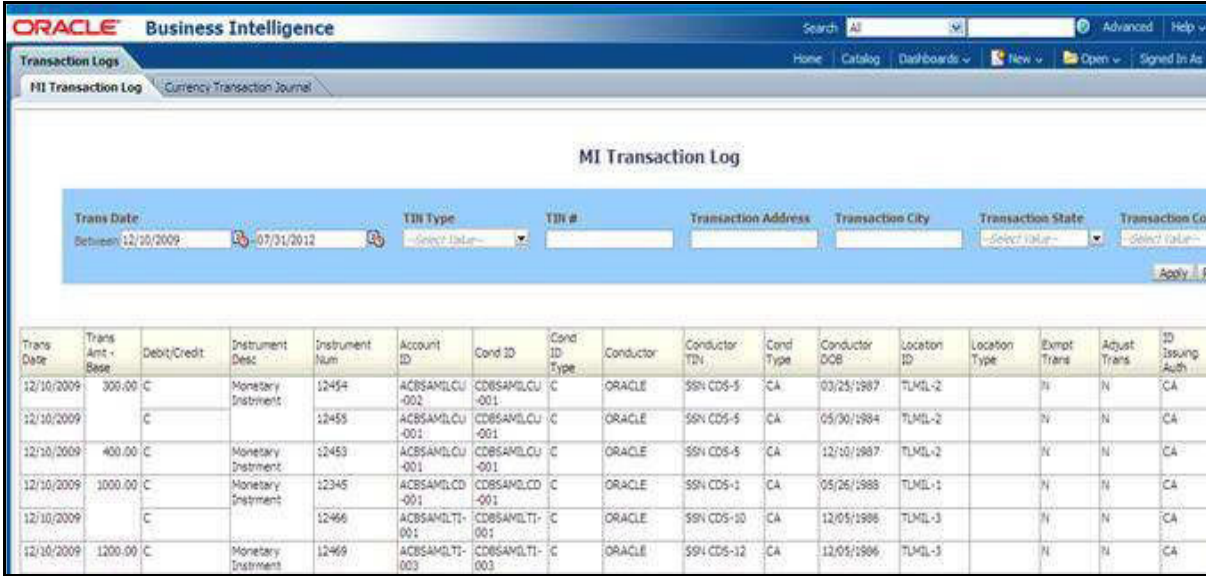 ORACLE Business Intelligence Search All Advanced Help
Transaction Logs Home Catalog Dashboards New Open Signed In As
MI Transaction Log Currency Transaction Journal
MI Transaction Log
Trans Date TIN Type TIN # Transaction Address Transaction City Transaction State Transaction Co
Between 12/10/2009 - 07/31/2012 --Select Value-- --Select Value-- --Select Value--
Apply
Trans Date Trans Amt - Base Debit/Credit Instrument Desc Instrument Num Account ID Cond ID Cond ID Type Conductor Conductor TIN Cond Type Conductor DOB Location ID Location Type Exmpt Trans Adjust Trans ID Issuing Auth
12/10/2009 300.00 C Monetary Instrment 12454 ACBSAMILCU-002 CDBSAMILCU-001 C ORACLE SSN CDS-5 CA 03/25/1987 TLMIL-2 N N CA
12/10/2009 C 12455 ACBSAMILCU-001 CDBSAMILCU-001 C ORACLE SSN CDS-5 CA 05/30/1984 TLMIL-2 N N CA
12/10/2009 400.00 C Monetary Instrment 12453 ACBSAMILCU-001 CDBSAMILCU-001 C ORACLE SSN CDS-5 CA 12/10/1987 TLMIL-2 N N CA
12/10/2009 1000.00 C Monetary Instrment 12345 ACBSAMILCD-001 CDBSAMILCD-001 C ORACLE SSN CDS-1 CA 05/26/1988 TLMIL-1 N N CA
12/10/2009 C 12466 ACBSAMILTI-001 CDBSAMILTI-001 C ORACLE SSN CDS-10 CA 12/05/1986 TLMIL-3 N N CA
12/10/2009 1200.00 C Monetary Instrment 12469 ACBSAMILTI-003 CDBSAMILTI-003 C ORACLE SSN CDS-12 CA 12/05/1986 TLMIL-3 N N CA